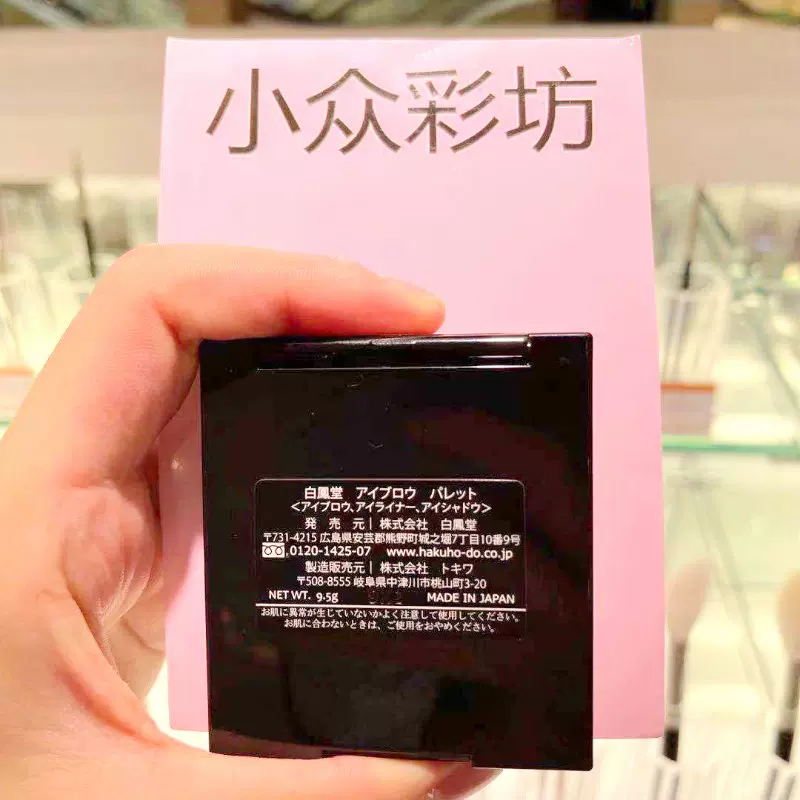 小众彩坊
白鳳堂 アイブロウ パレット
<アイブロウ、アイライナー、アイシャドウ>
発 売 元｜株式会社 白鳳堂
〒731-4215 広島県安芸郡熊野町城之堀7丁目10番9号
0120-1425-07 www.hakuho-do.co.jp
製造販売元｜株式会社 トキワ
〒508-8555 岐阜県中津川市桃山町3-20
NET WT. 9.5g MADE IN JAPAN
お肌に異常が生じていないかよく注意して使用してください。
お肌に合わないときは、ご使用をおやめください。